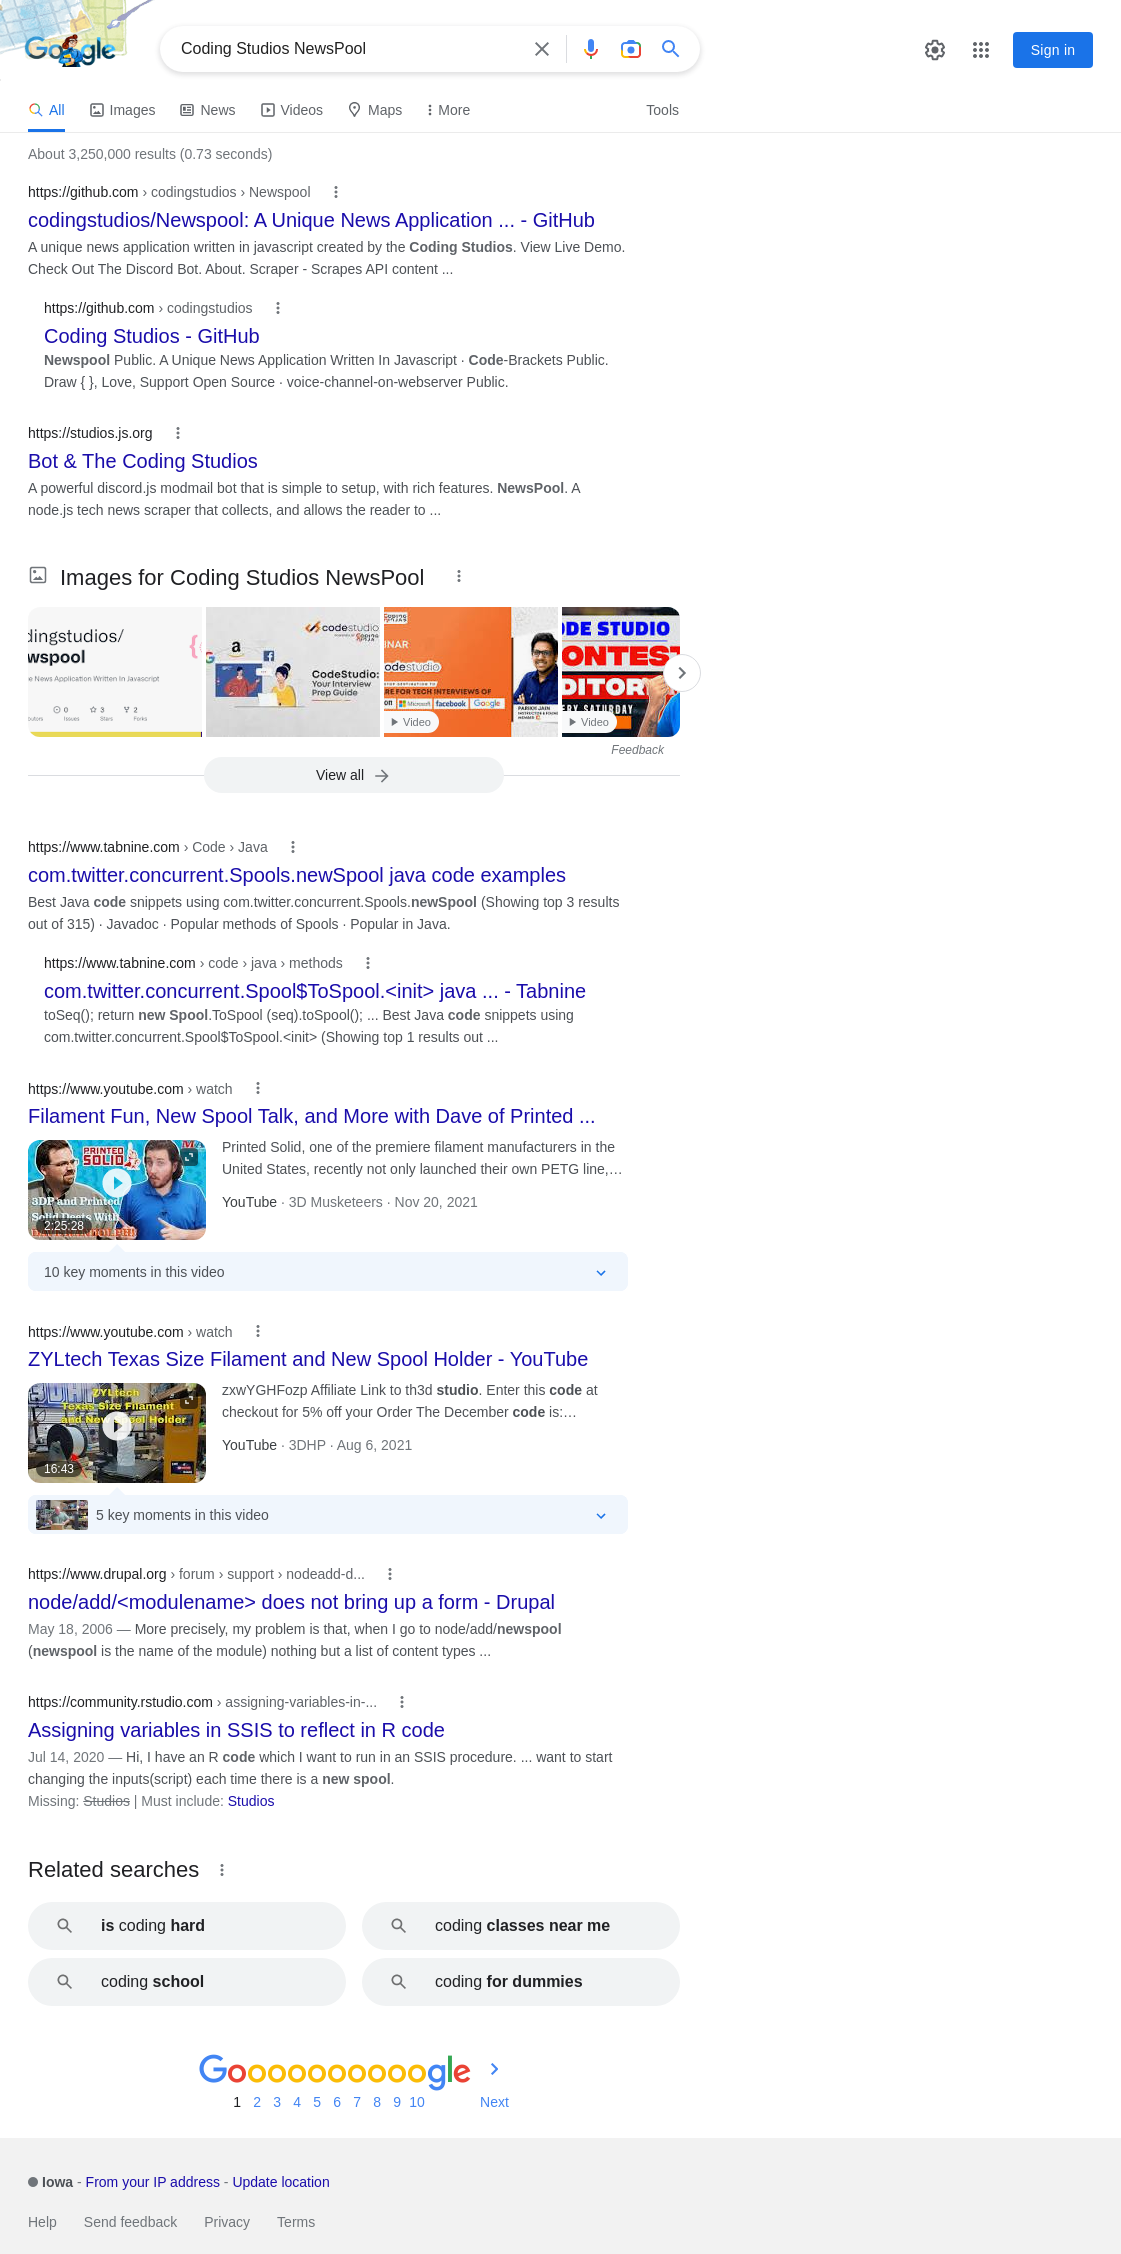 Google
Coding Studios NewsPool
Sign in
All
Images
News
Videos
Maps
More
Tools
About 3,250,000 results (0.73 seconds)
https://github.com › codingstudios › Newspool
codingstudios/Newspool: A Unique News Application ... - GitHub
A unique news application written in javascript created by the Coding Studios. View Live Demo.
Check Out The Discord Bot. About. Scraper - Scrapes API content ...
https://github.com › codingstudios
Coding Studios - GitHub
Newspool Public. A Unique News Application Written In Javascript · Code-Brackets Public.
Draw { }, Love, Support Open Source · voice-channel-on-webserver Public.
https://studios.js.org
Bot & The Coding Studios
A powerful discord.js modmail bot that is simple to setup, with rich features. NewsPool. A
node.js tech news scraper that collects, and allows the reader to ...
Images for Coding Studios NewsPool
dingstudios/
wspool
e News Application Written In Javascript
0
3
2
Issues
Stars
Forks
codestudio
CodeStudio:
Your Interview
Prep Guide
INAR
codestudio
RE FOR TECH INTERVIEWS OF
on Microsoft facebook Google
PARIKH JAIN
Video
ODE STUDIO
CONTEST
DITOR
RY SATURDAY
Video
Feedback
View all
https://www.tabnine.com › Code › Java
com.twitter.concurrent.Spools.newSpool java code examples
Best Java code snippets using com.twitter.concurrent.Spools.newSpool (Showing top 3 results
out of 315) · Javadoc · Popular methods of Spools · Popular in Java.
https://www.tabnine.com › code › java › methods
com.twitter.concurrent.Spool$ToSpool.<init> java ... - Tabnine
toSeq(); return new Spool.ToSpool (seq).toSpool(); ... Best Java code snippets using
com.twitter.concurrent.Spool$ToSpool.<init> (Showing top 1 results out ...
https://www.youtube.com › watch
Filament Fun, New Spool Talk, and More with Dave of Printed ...
PRINTED
SOLID
3DP and Printed
Solid Deets With
2:25:28
Printed Solid, one of the premiere filament manufacturers in the
United States, recently not only launched their own PETG line,…
YouTube · 3D Musketeers · Nov 20, 2021
10 key moments in this video
https://www.youtube.com › watch
ZYLtech Texas Size Filament and New Spool Holder - YouTube
ZYLtech
Texas Size Filament
and New Spool Holder
16:43
zxwYGHFozp Affiliate Link to th3d studio. Enter this code at
checkout for 5% off your Order The December code is:…
YouTube · 3DHP · Aug 6, 2021
5 key moments in this video
https://www.drupal.org › forum › support › nodeadd-d...
node/add/<modulename> does not bring up a form - Drupal
May 18, 2006 — More precisely, my problem is that, when I go to node/add/newspool
(newspool is the name of the module) nothing but a list of content types ...
https://community.rstudio.com › assigning-variables-in-...
Assigning variables in SSIS to reflect in R code
Jul 14, 2020 — Hi, I have an R code which I want to run in an SSIS procedure. ... want to start
changing the inputs(script) each time there is a new spool.
Missing: Studios | Must include: Studios
Related searches
is coding hard
coding classes near me
coding school
coding for dummies
Goooooooooogle
1 2 3 4 5 6 7 8 9 10 Next
Iowa - From your IP address - Update location
Help Send feedback Privacy Terms